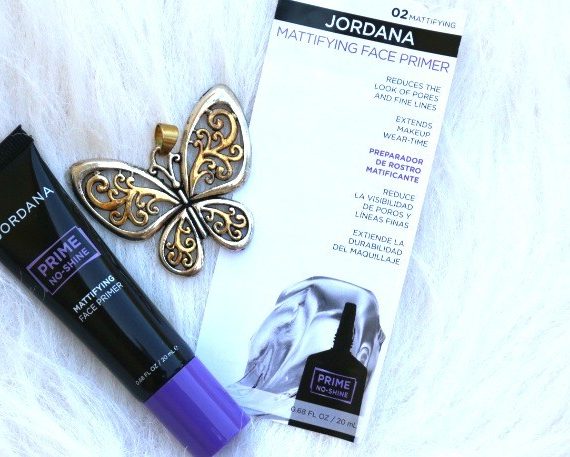 02 MATTIFYING
JORDANA
MATTIFYING FACE PRIMER
REDUCES THE
LOOK OF PORES
AND FINE LINES
EXTENDS
MAKEUP
WEAR-TIME
PREPARADOR
DE ROSTRO
MATIFICANTE
REDUCE
LA VISIBILIDAD
DE POROS Y
LÍNEAS FINAS
EXTIENDE LA
DURABILIDAD
DEL MAQUILLAJE
PRIME
NO-SHINE
0.68 FL OZ / 20 mL
JORDANA
PRIME
NO-SHINE
MATTIFYING
FACE PRIMER
0.68 FL OZ / 20 mL